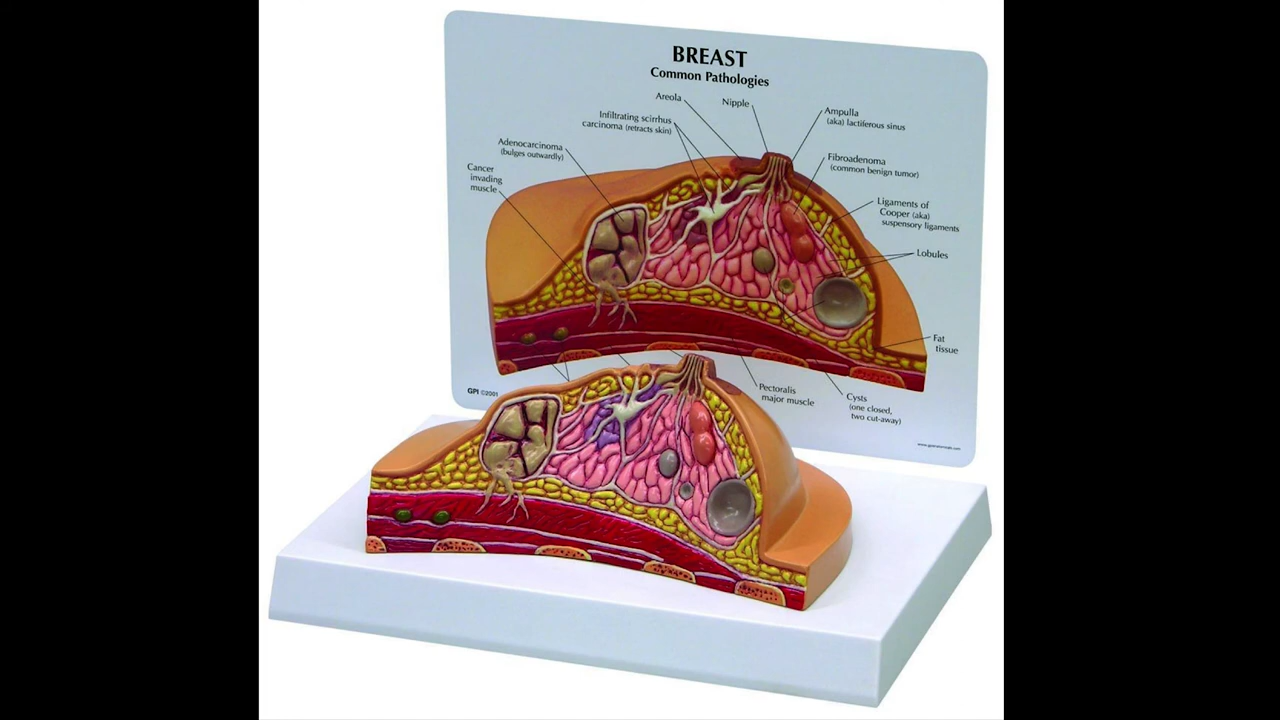 BREAST
Common Pathologies
Areola
Nipple
Ampulla
(aka) lactiferous sinus
Infiltrating scirrhus
carcinoma (retracts skin)
Adenocarcinoma
(bulges outwardly)
Fibroadenoma
(common benign tumor)
Cancer
invading
muscle
Ligaments of
Cooper (aka)
suspensory ligaments
Lobules
Fat
tissue
Pectoralis
major muscle
Cysts
(one closed,
two cut-away)
GPI ©2001